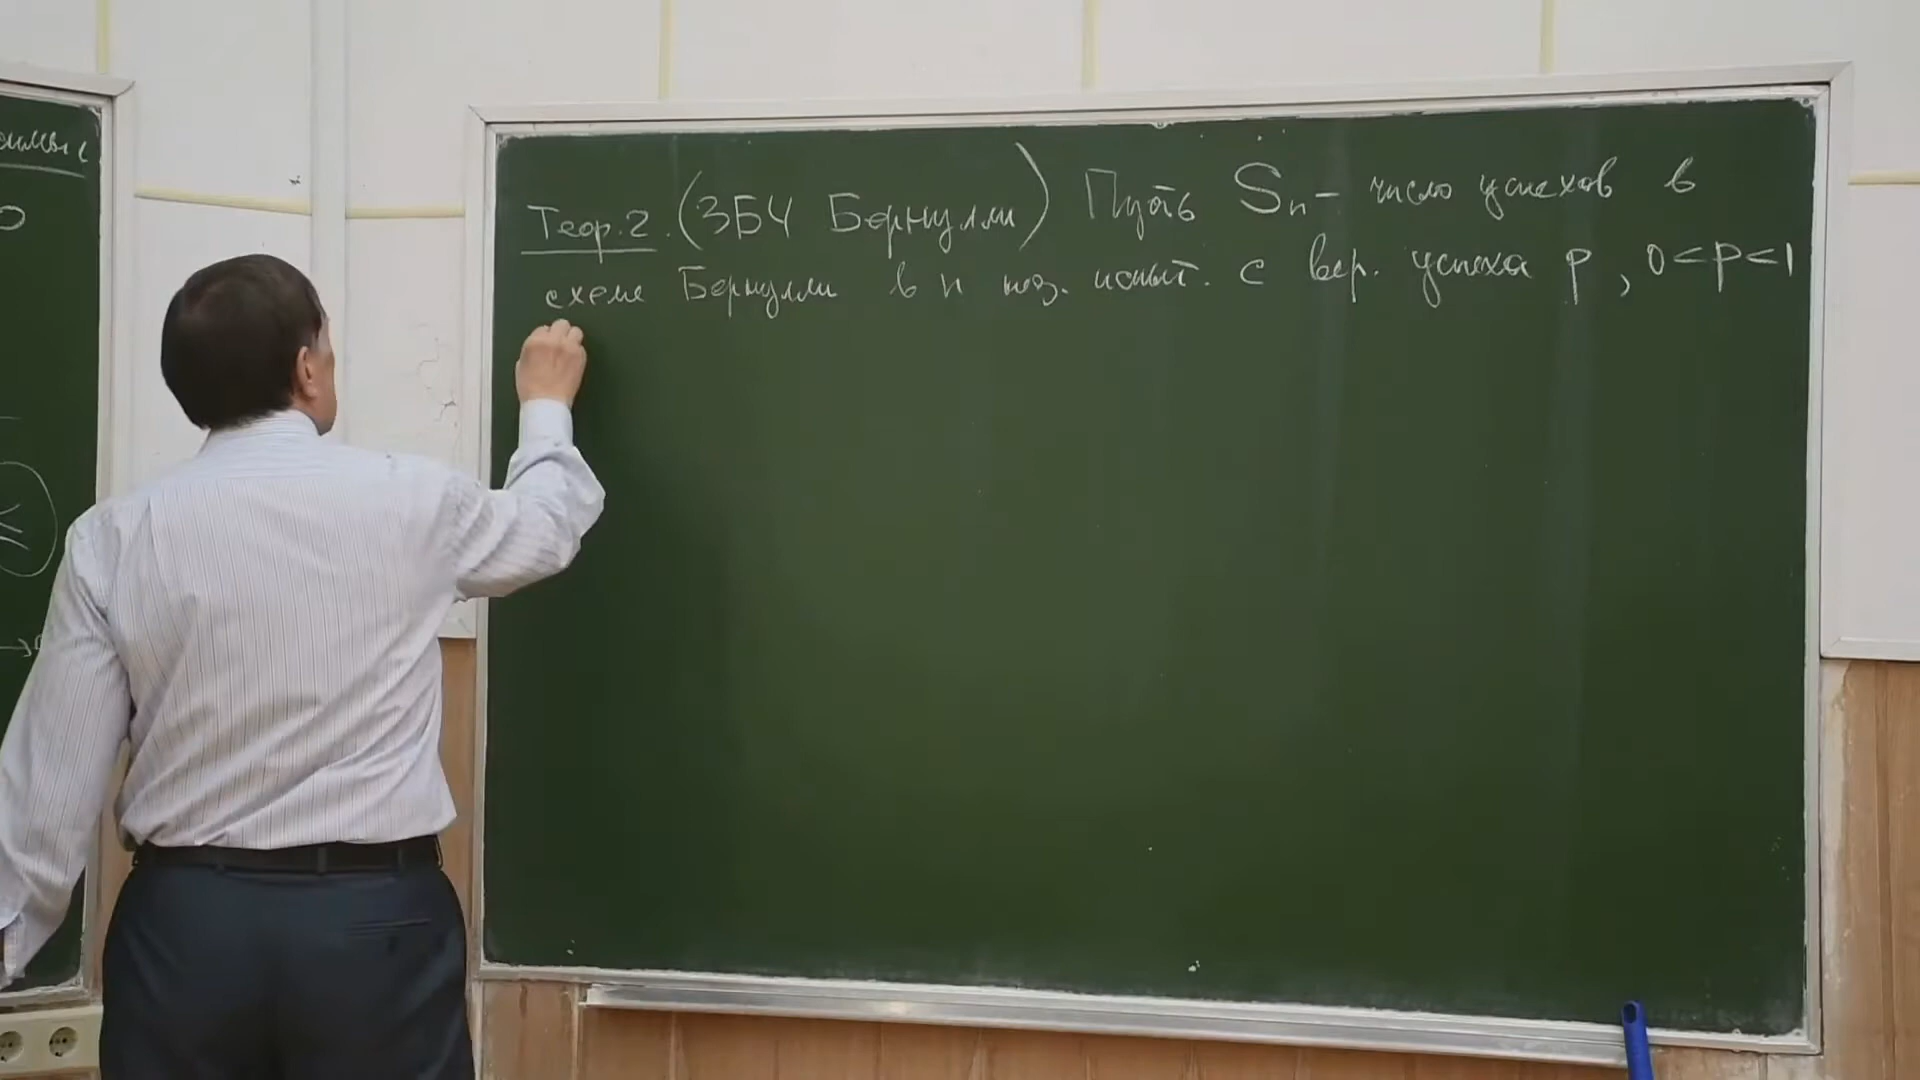 Теор.2. (ЗБЧ Бернулли) Пусть Sn - число успехов в
схеме Бернулли в n нез. испыт. с вер. успеха p, 0<p<1